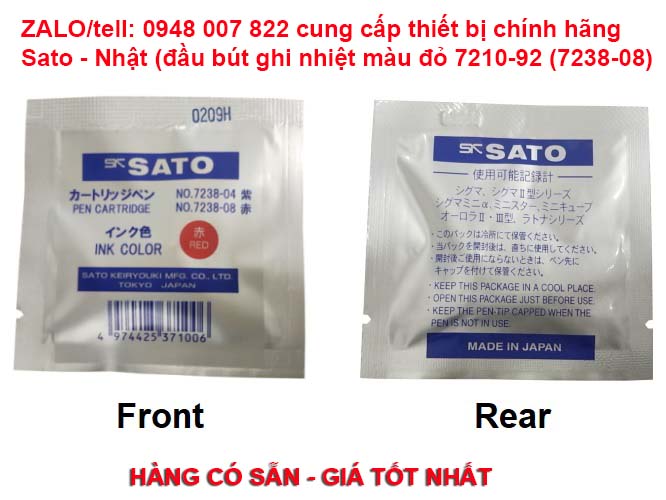 ZALO/tell: 0948 007 822 cung cấp thiết bị chính hãng
Sato - Nhật (đầu bút ghi nhiệt màu đỏ 7210-92 (7238-08)
0209H
SK SATO
カートリッジペン NO.7238-04 紫
PEN CARTRIDGE NO.7238-08 赤
インク色
INK COLOR
赤
RED
SATO KEIRYOUKI MFG. CO., LTD.
TOKYO JAPAN
4 974425 371006
SK SATO
使用可能記録計
シグマ、シグマⅡ型シリーズ
シグマミニα、ミニスター、ミニキューブ
オーロラⅡ・Ⅲ型、ラトナシリーズ
・このパックは冷所にて保管ください。
・当パックを開封後は、直ちに使用してください。
・開封後ご使用にならないときは、ペン先に
キャップを付けて保管ください。
・KEEP THIS PACKAGE IN A COOL PLACE.
・OPEN THIS PACKAGE JUST BEFORE USE.
・KEEP THE PEN-TIP CAPPED WHEN THE
PEN IS NOT IN USE.
MADE IN JAPAN
Front
Rear
HÀNG CÓ SẴN - GIÁ TỐT NHẤT